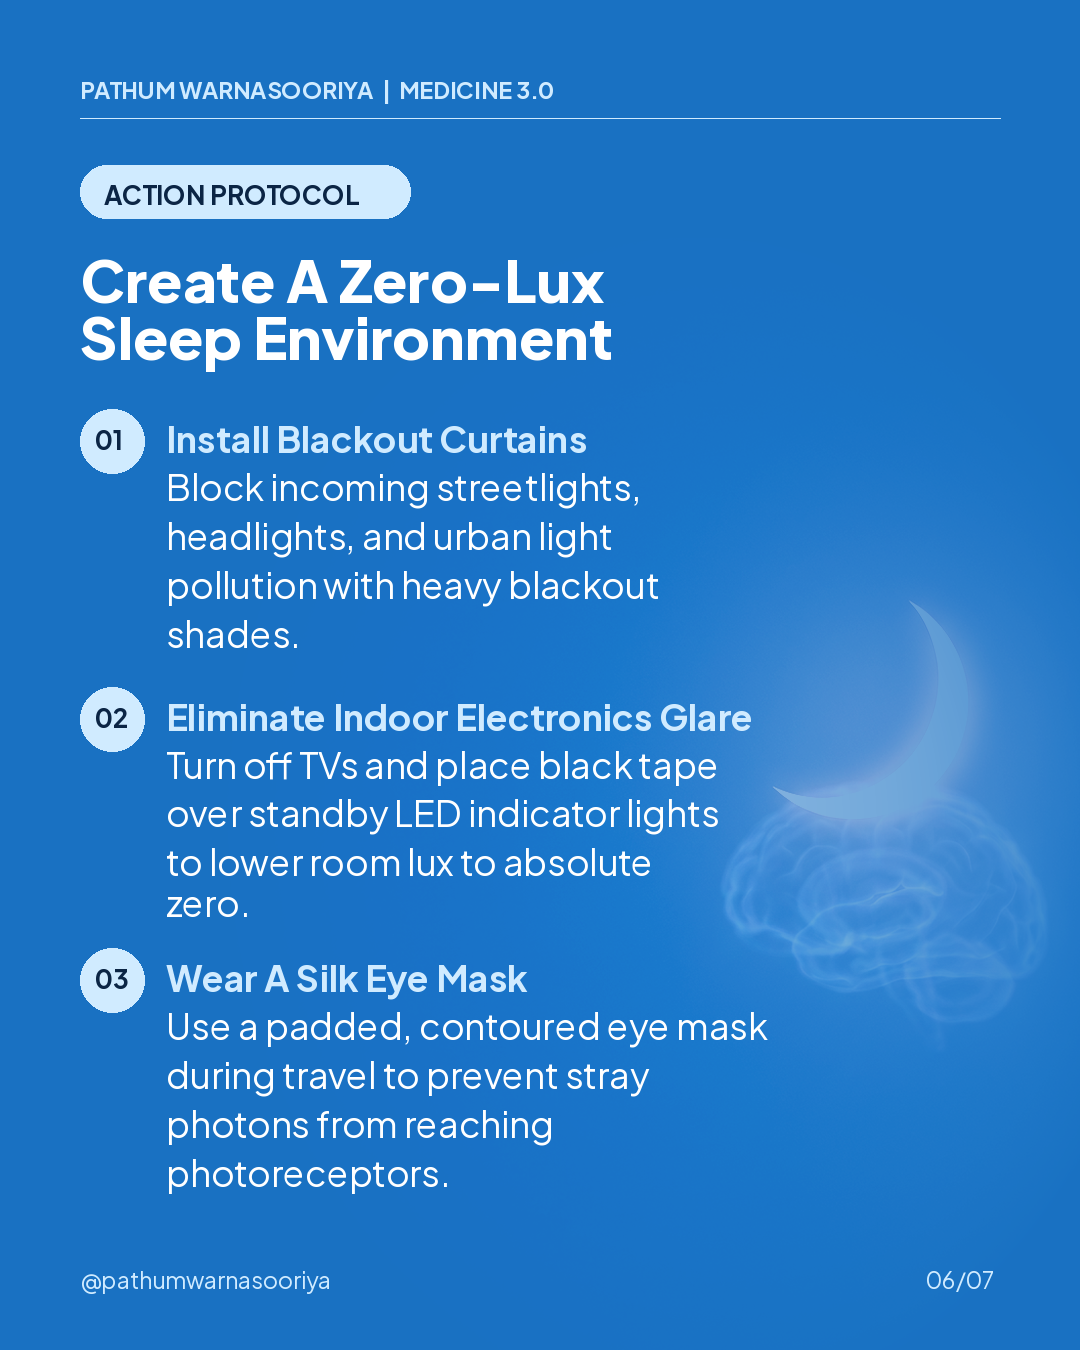 PATHUM WARNASOORIYA | MEDICINE 3.0
ACTION PROTOCOL
Create A Zero-Lux
Sleep Environment
01
Install Blackout Curtains
Block incoming streetlights,
headlights, and urban light
pollution with heavy blackout
shades.
02
Eliminate Indoor Electronics Glare
Turn off TVs and place black tape
over standby LED indicator lights
to lower room lux to absolute
zero.
03
Wear A Silk Eye Mask
Use a padded, contoured eye mask
during travel to prevent stray
photons from reaching
photoreceptors.
@pathumwarnasooriya
06/07